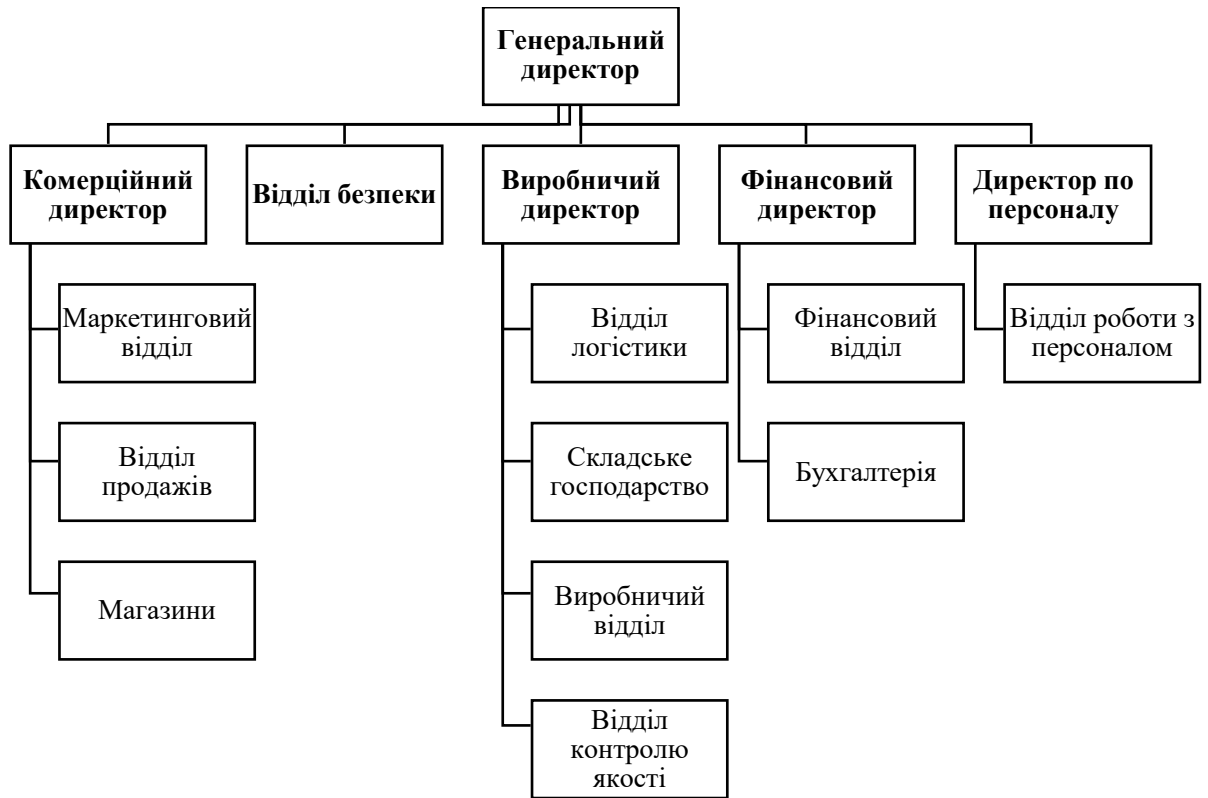 Генеральний
директор
Комерційний
директор
Відділ безпеки
Виробничий
директор
Фінансовий
директор
Директор по
персоналу
Маркетинговий
відділ
Відділ
продажів
Магазини
Відділ
логістики
Складське
господарство
Виробничий
відділ
Відділ
контролю
якості
Фінансовий
відділ
Бухгалтерія
Відділ роботи з
персоналом